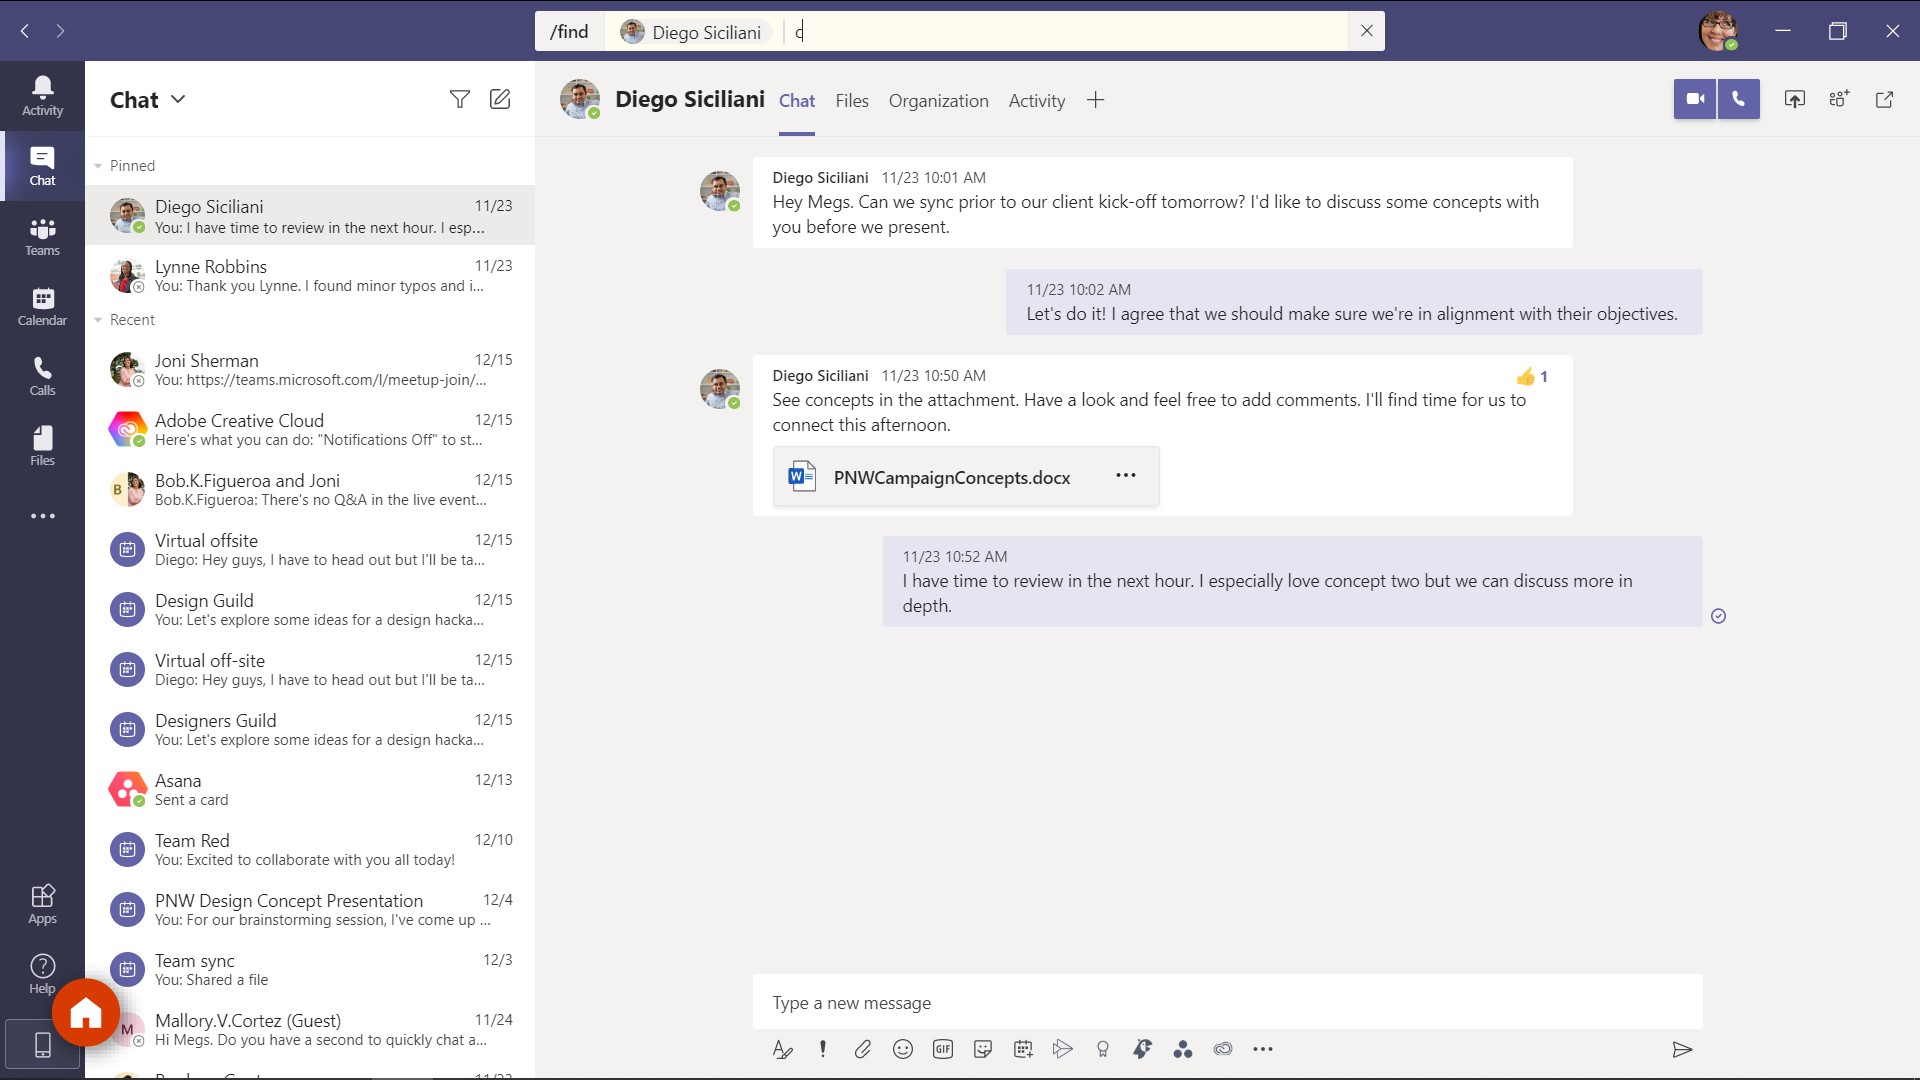 /find Diego Siciliani c
Activity
Chat
Teams
Calendar
Calls
Files
Apps
Help
Chat
Pinned
Diego Siciliani 11/23
You: I have time to review in the next hour. I esp...
Lynne Robbins 11/23
You: Thank you Lynne. I found minor typos and i...
Recent
Joni Sherman 12/15
You: https://teams.microsoft.com/l/meetup-join/...
Adobe Creative Cloud 12/15
Here's what you can do: "Notifications Off" to st...
B
Bob.K.Figueroa and Joni 12/15
Bob.K.Figueroa: There's no Q&A in the live event...
Virtual offsite 12/15
Diego: Hey guys, I have to head out but I'll be ta...
Design Guild 12/15
You: Let's explore some ideas for a design hacka...
Virtual off-site 12/15
Diego: Hey guys, I have to head out but I'll be ta...
Designers Guild 12/15
You: Let's explore some ideas for a design hacka...
Asana 12/13
Sent a card
Team Red 12/10
You: Excited to collaborate with you all today!
PNW Design Concept Presentation 12/4
You: For our brainstorming session, I've come up ...
Team sync 12/3
You: Shared a file
M
Mallory.V.Cortez (Guest) 11/24
Hi Megs. Do you have a second to quickly chat a...
Diego Siciliani Chat Files Organization Activity
Diego Siciliani 11/23 10:01 AM
Hey Megs. Can we sync prior to our client kick-off tomorrow? I'd like to discuss some concepts with
you before we present.
11/23 10:02 AM
Let's do it! I agree that we should make sure we're in alignment with their objectives.
Diego Siciliani 11/23 10:50 AM 1
See concepts in the attachment. Have a look and feel free to add comments. I'll find time for us to
connect this afternoon.
W PNWCampaignConcepts.docx
11/23 10:52 AM
I have time to review in the next hour. I especially love concept two but we can discuss more in
depth.
Type a new message
GIF